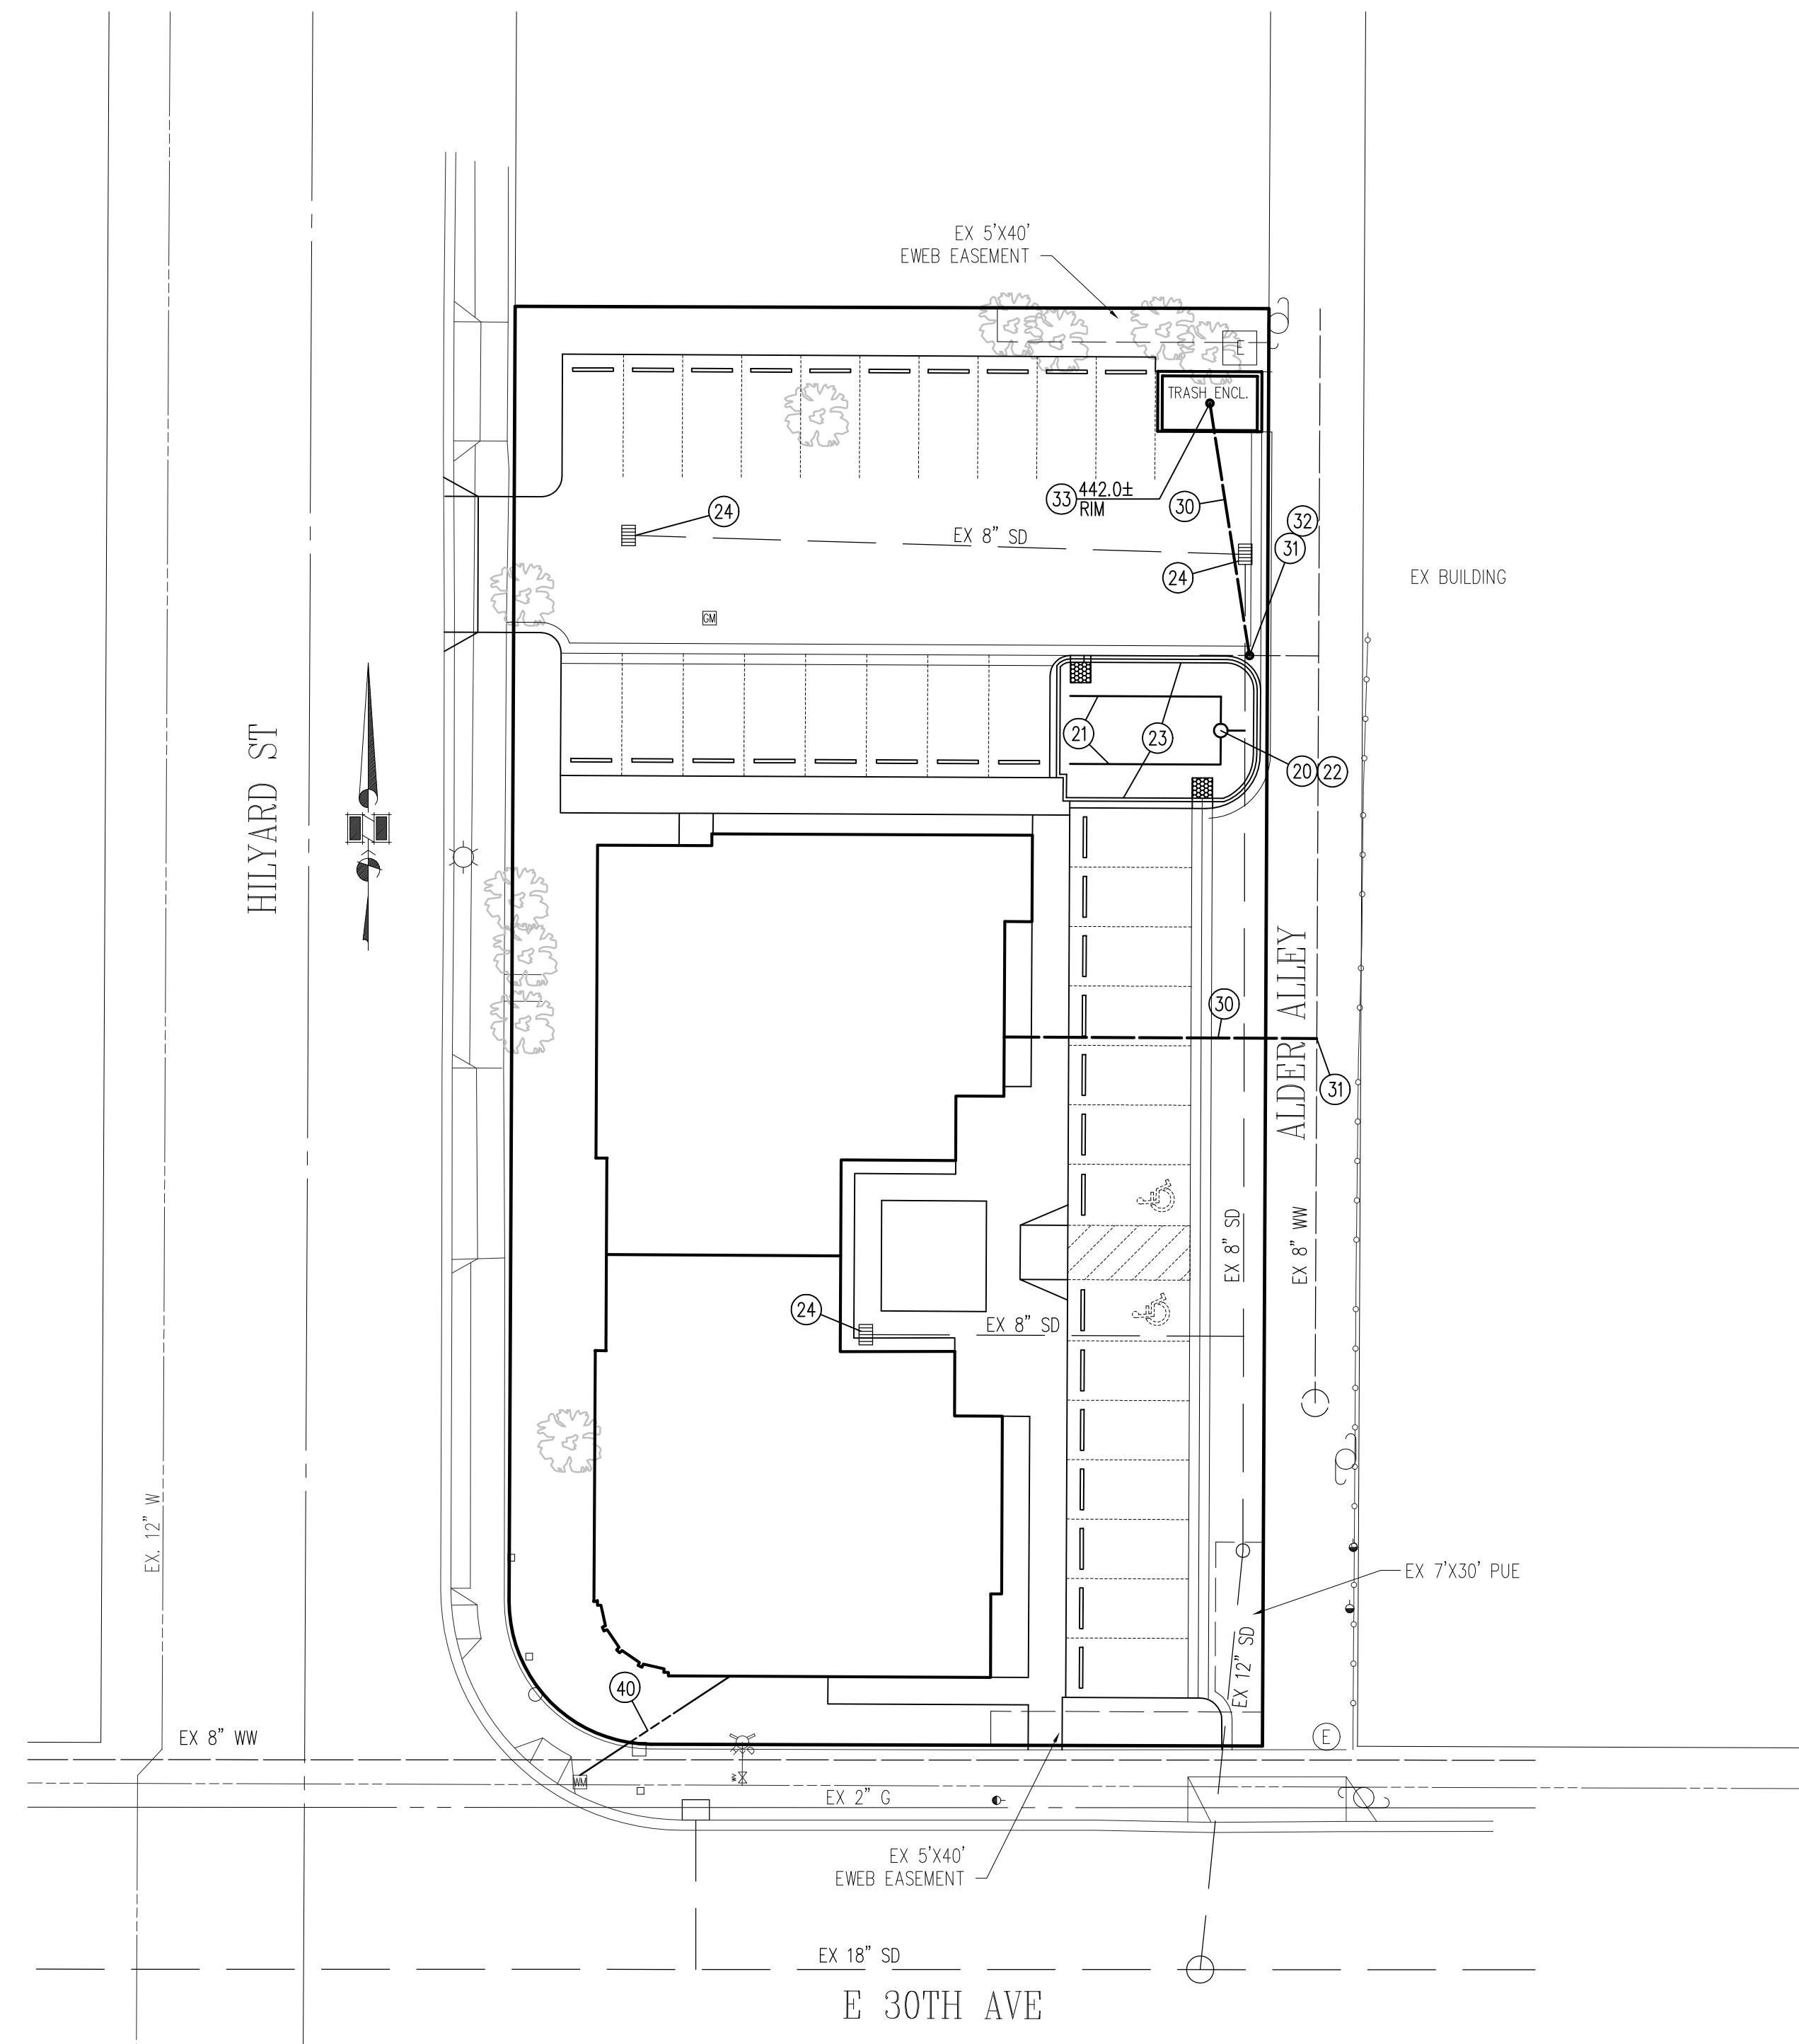 EX 5'X40'
EWEB EASEMENT
E
TRASH ENCL.
33
442.0±
RIM
30
32
31
24
EX 8" SD
24
EX BUILDING
GM
21
23
20
22
HILYARD ST
ALDER ALLEY
30
31
EX 8" SD
EX 8" WW
24
EX 8" SD
EX. 12" W
EX 7'X30' PUE
EX 12" SD
40
EX 8" WW
E
WM
WV
EX 2" G
EX 5'X40'
EWEB EASEMENT
EX 18" SD
E 30TH AVE